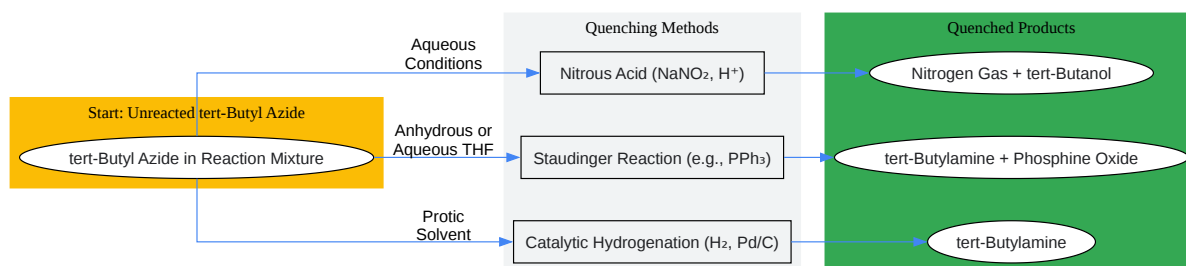 Quenching Methods
Quenched Products
Aqueous
Conditions
Nitrous Acid (NaNO₂, H⁺)
Nitrogen Gas + tert-Butanol
Start: Unreacted tert-Butyl Azide
Anhydrous or
Aqueous THF
tert-Butyl Azide in Reaction Mixture
Staudinger Reaction (e.g., PPh₃)
tert-Butylamine + Phosphine Oxide
Protic
Solvent
Catalytic Hydrogenation (H₂, Pd/C)
tert-Butylamine